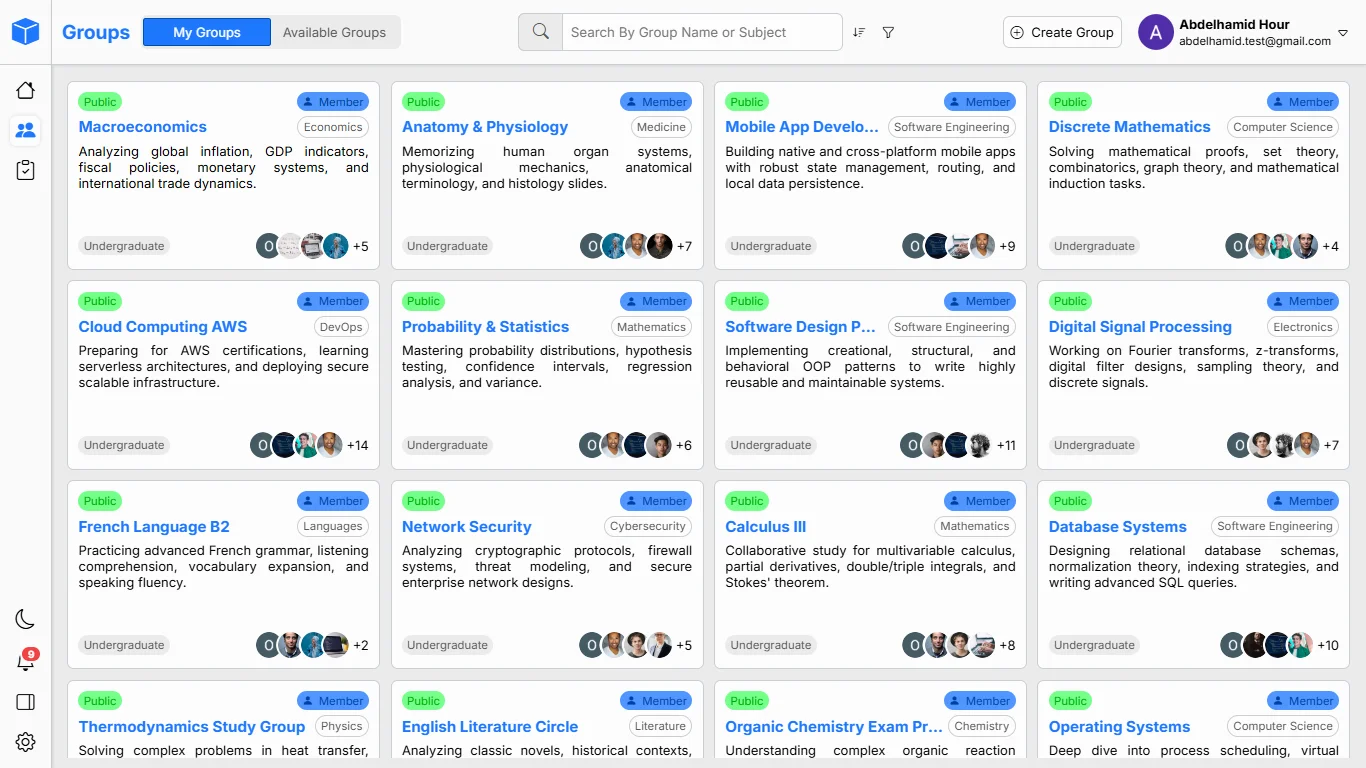 Groups
My Groups
Available Groups
Search By Group Name or Subject
Create Group
A
Abdelhamid Hour
abdelhamid.test@gmail.com
9
Public
Member
Macroeconomics
Economics
Analyzing global inflation, GDP indicators,
fiscal policies, monetary systems, and
international trade dynamics.
Undergraduate
O
+5
Public
Member
Anatomy & Physiology
Medicine
Memorizing human organ systems,
physiological mechanics, anatomical
terminology, and histology slides.
Undergraduate
O
+7
Public
Member
Mobile App Develo...
Software Engineering
Building native and cross-platform mobile apps
with robust state management, routing, and
local data persistence.
Undergraduate
O
+9
Public
Member
Discrete Mathematics
Computer Science
Solving mathematical proofs, set theory,
combinatorics, graph theory, and mathematical
induction tasks.
Undergraduate
O
+4
Public
Member
Cloud Computing AWS
DevOps
Preparing for AWS certifications, learning
serverless architectures, and deploying secure
scalable infrastructure.
Undergraduate
O
+14
Public
Member
Probability & Statistics
Mathematics
Mastering probability distributions, hypothesis
testing, confidence intervals, regression
analysis, and variance.
Undergraduate
O
+6
Public
Member
Software Design P...
Software Engineering
Implementing creational, structural, and
behavioral OOP patterns to write highly
reusable and maintainable systems.
Undergraduate
O
+11
Public
Member
Digital Signal Processing
Electronics
Working on Fourier transforms, z-transforms,
digital filter designs, sampling theory, and
discrete signals.
Undergraduate
O
+7
Public
Member
French Language B2
Languages
Practicing advanced French grammar, listening
comprehension, vocabulary expansion, and
speaking fluency.
Undergraduate
O
+2
Public
Member
Network Security
Cybersecurity
Analyzing cryptographic protocols, firewall
systems, threat modeling, and secure
enterprise network designs.
Undergraduate
O
+5
Public
Member
Calculus III
Mathematics
Collaborative study for multivariable calculus,
partial derivatives, double/triple integrals, and
Stokes' theorem.
Undergraduate
O
+8
Public
Member
Database Systems
Software Engineering
Designing relational database schemas,
normalization theory, indexing strategies, and
writing advanced SQL queries.
Undergraduate
O
+10
Public
Member
Thermodynamics Study Group
Physics
Solving complex problems in heat transfer,
Public
Member
English Literature Circle
Literature
Analyzing classic novels, historical contexts,
Public
Member
Organic Chemistry Exam Pr...
Chemistry
Understanding complex organic reaction
Public
Member
Operating Systems
Computer Science
Deep dive into process scheduling, virtual